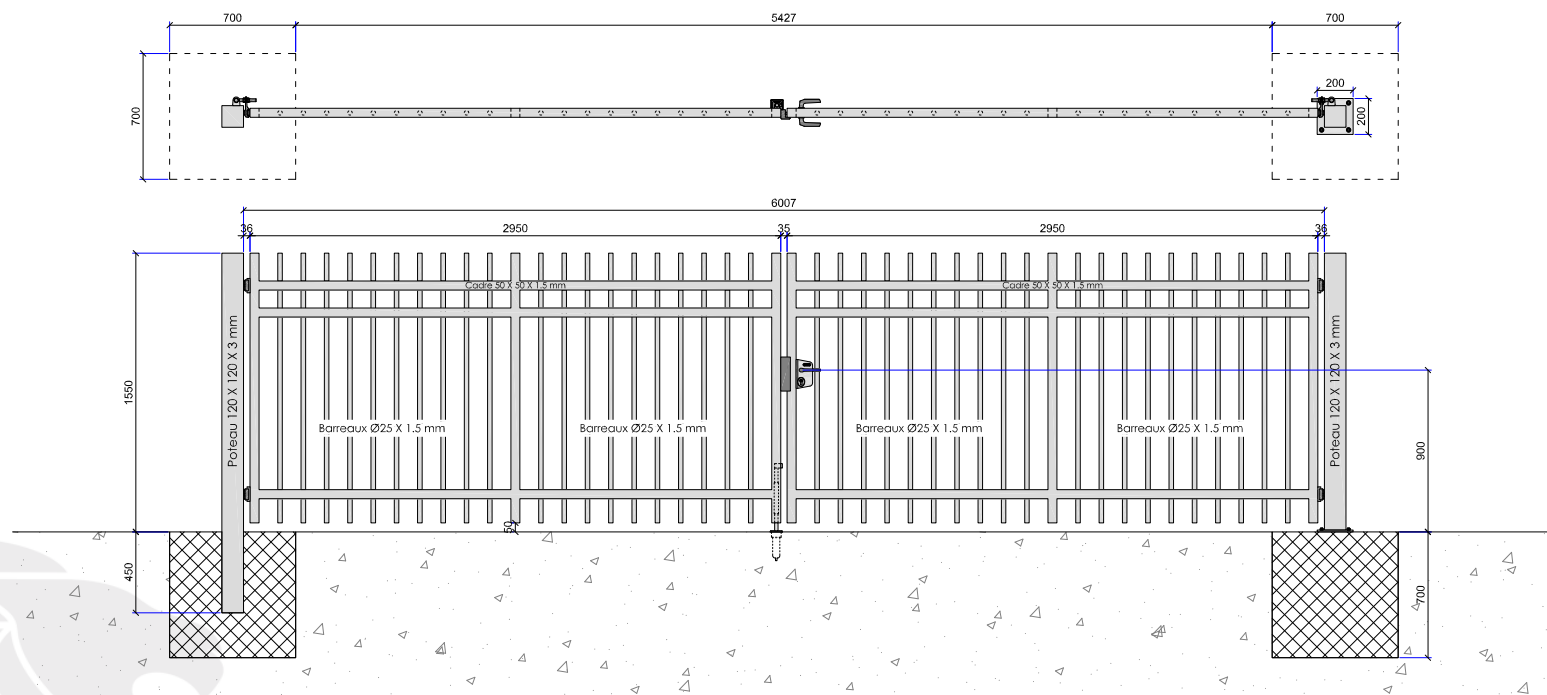 700
5427
700
700
200
200
6007
36
2950
35
2950
36
Cadre 50 X 50 X 1.5 mm
Cadre 50 X 50 X 1.5 mm
1550
Poteau 120 X 120 X 3 mm
Poteau 120 X 120 X 3 mm
Barreaux Ø25 X 1.5 mm
Barreaux Ø25 X 1.5 mm
Barreaux Ø25 X 1.5 mm
Barreaux Ø25 X 1.5 mm
900
50
450
700